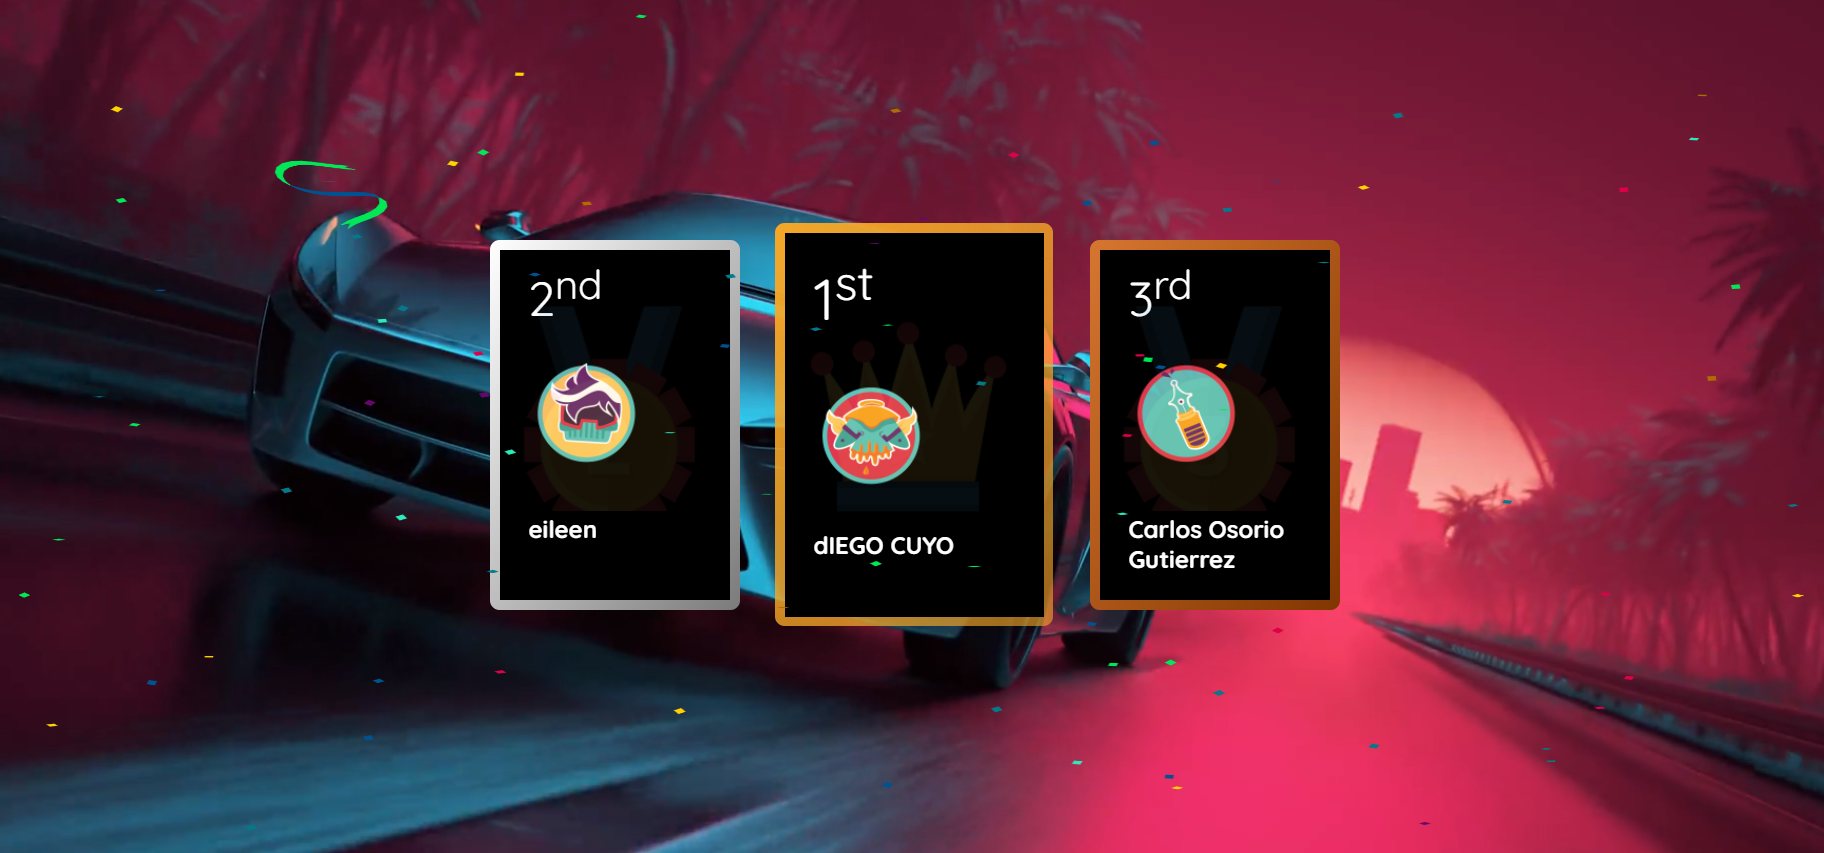 2nd
eileen
1st
dIEGO CUYO
3rd
Carlos Osorio
Gutierrez